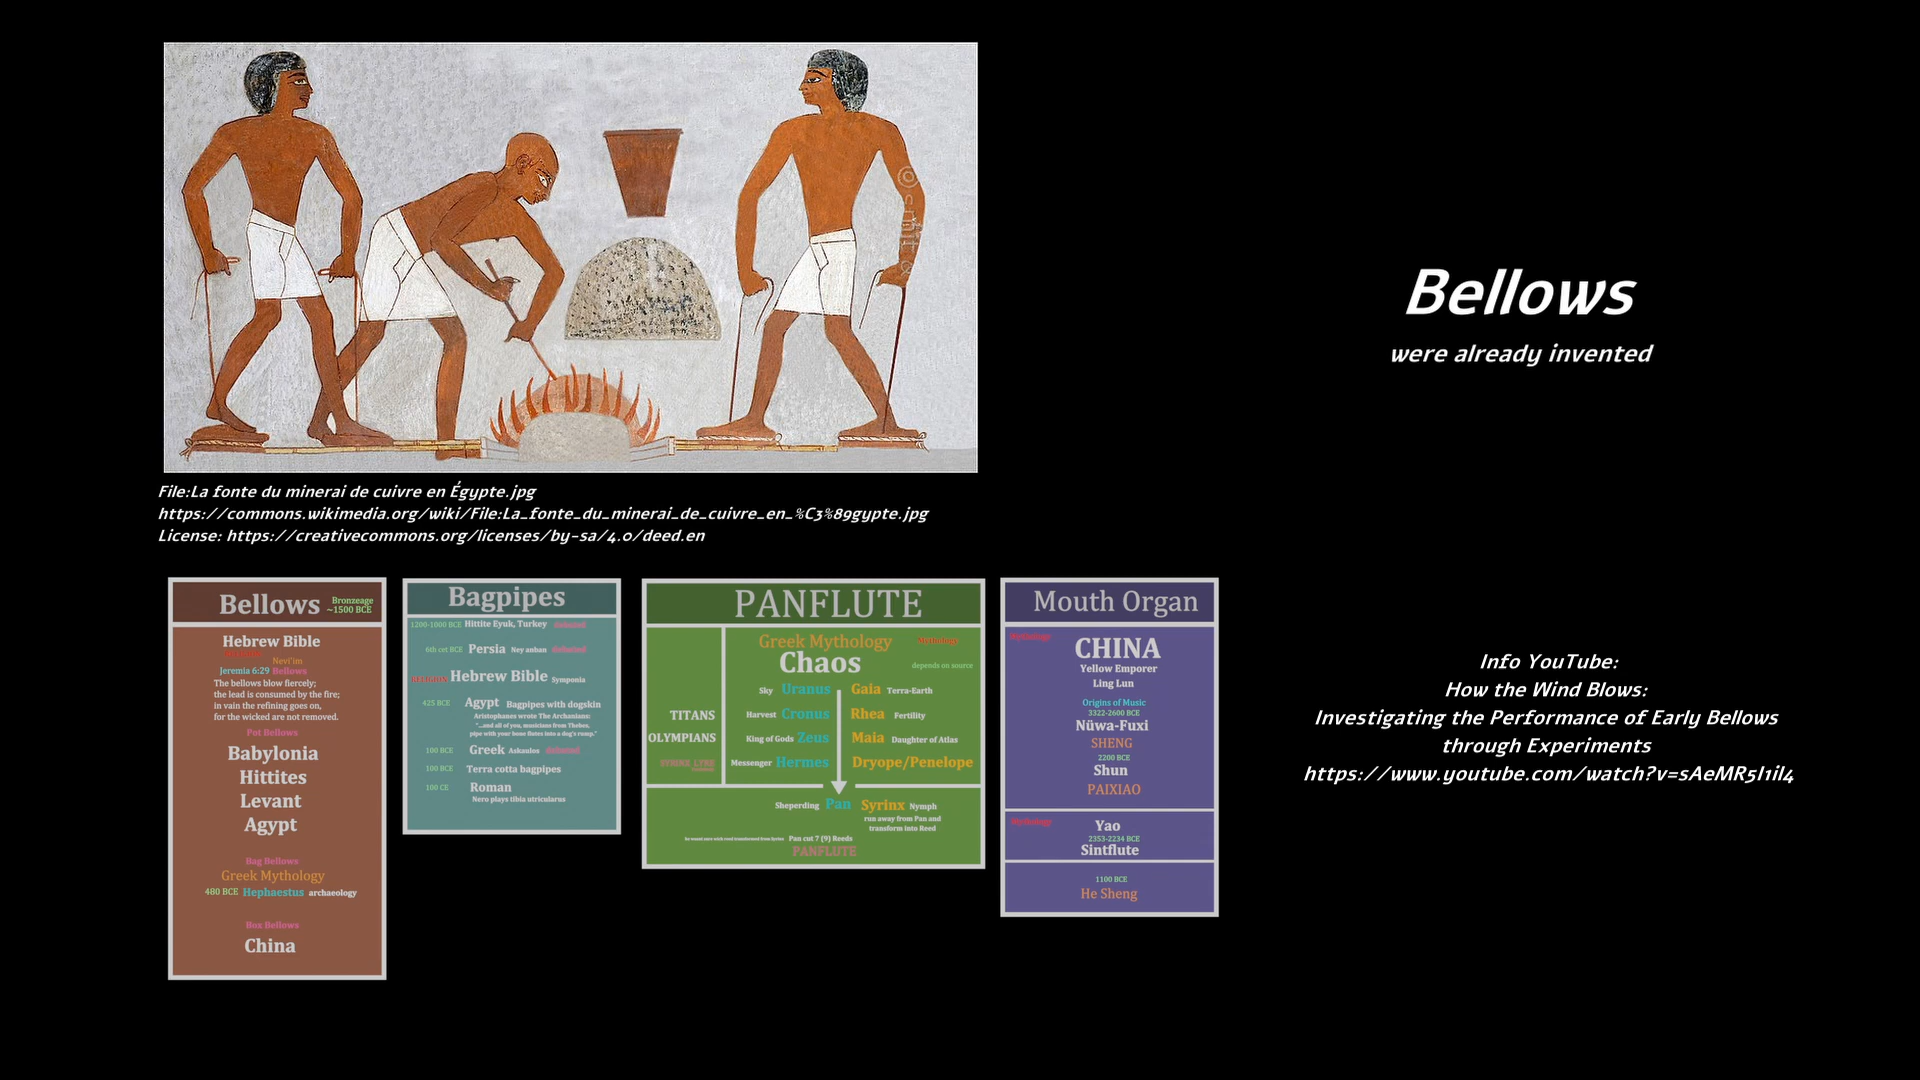 Bellows
were already invented
File:La fonte du minerai de cuivre en Égypte.jpg
https://commons.wikimedia.org/wiki/File:La_fonte_du_minerai_de_cuivre_en_%C3%89gypte.jpg
License: https://creativecommons.org/licenses/by-sa/4.0/deed.en
Bellows
Bronzeage
~1500 BCE
Hebrew Bible
Nevi'im
Jeremia 6:29 Bellows
The bellows blow fiercely;
the lead is consumed by the fire;
in vain the refining goes on,
for the wicked are not removed.
Pot Bellows
Babylonia
Hittites
Levant
Agypt
Bag Bellows
Greek Mythology
480 BCE Hephaestus archaeology
Box Bellows
China
Bagpipes
1200-1000 BCE Hittite Eyuk, Turkey
6th cet BCE Persia Ney anban
RELIGION Hebrew Bible Symponia
425 BCE Agypt Bagpipes with dogskin
Aristophanes wrote The Archanians:
"...and all of you, musicians from Thebes,
pipe with your bone flutes into a dog's rump."
100 BCE Greek Askaulos
100 BCE Terra cotta bagpipes
100 CE Roman
Nero plays tibia utricularus
PANFLUTE
Greek Mythology Mythology
Chaos depends on source
Sky Uranus Gaia Terra-Earth
TITANS Harvest Cronus Rhea Fertility
OLYMPIANS King of Gods Zeus Maia Daughter of Atlas
SYRINX LYRE Messenger Hermes Dryope/Penelope
Sheperding Pan Syrinx Nymph
run away from Pan and
transform into Reed
Pan cut 7 (9) Reeds
PANFLUTE
Mouth Organ
Mythology
CHINA
Yellow Emporer
Ling Lun
Origins of Music
3322-2600 BCE
Nüwa-Fuxi
SHENG
2200 BCE
Shun
PAIXIAO
Mythology
Yao
2353-2234 BCE
Sintflute
1100 BCE
He Sheng
Info YouTube:
How the Wind Blows:
Investigating the Performance of Early Bellows
through Experiments
https://www.youtube.com/watch?v=sAeMR5I1il4